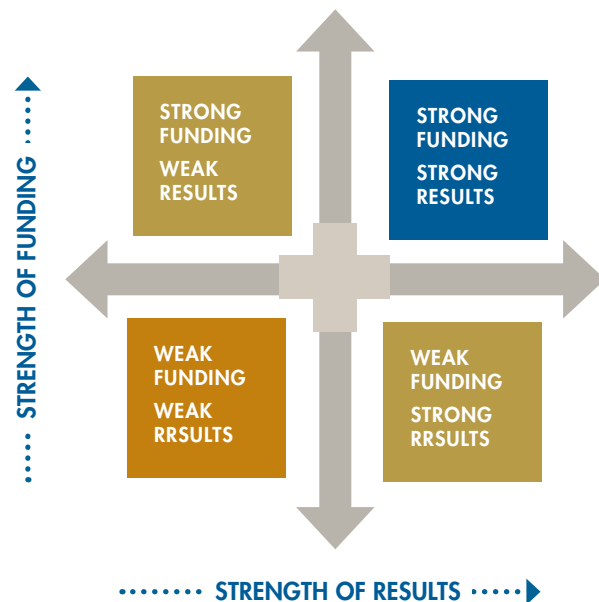 STRONG
FUNDING
WEAK
RESULTS
STRONG
FUNDING
STRONG
RESULTS
STRENGTH OF FUNDING
WEAK
FUNDING
WEAK
RRSULTS
WEAK
FUNDING
STRONG
RRSULTS
STRENGTH OF RESULTS